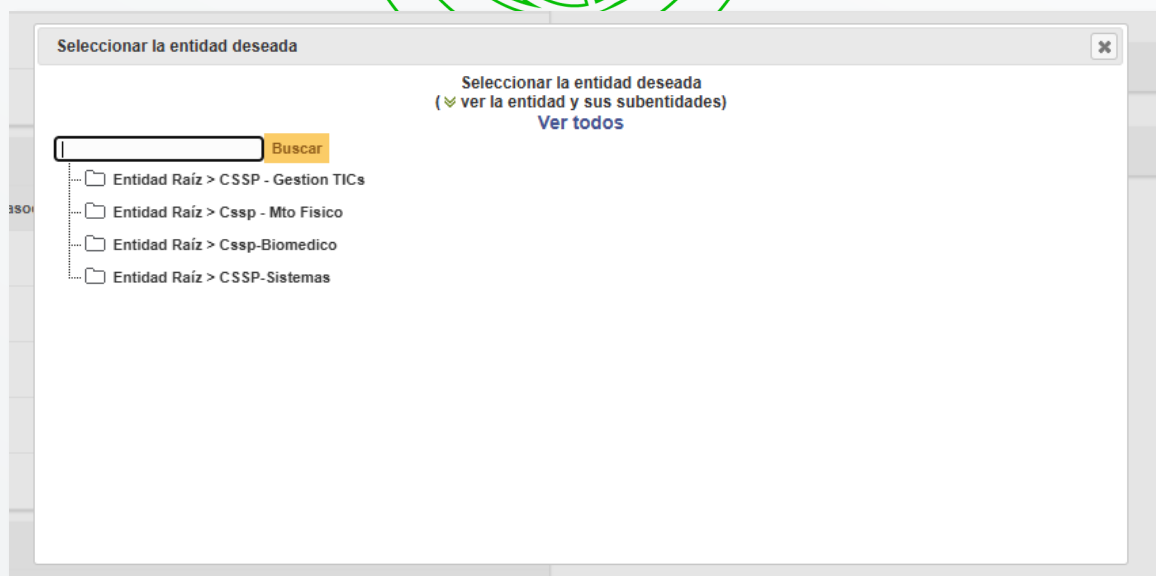 Seleccionar la entidad deseada
Seleccionar la entidad deseada
( ver la entidad y sus subentidades)
Ver todos
Buscar
Entidad Raíz > CSSP - Gestion TICs
Entidad Raíz > Cssp - Mto Fisico
Entidad Raíz > Cssp-Biomedico
Entidad Raíz > CSSP-Sistemas